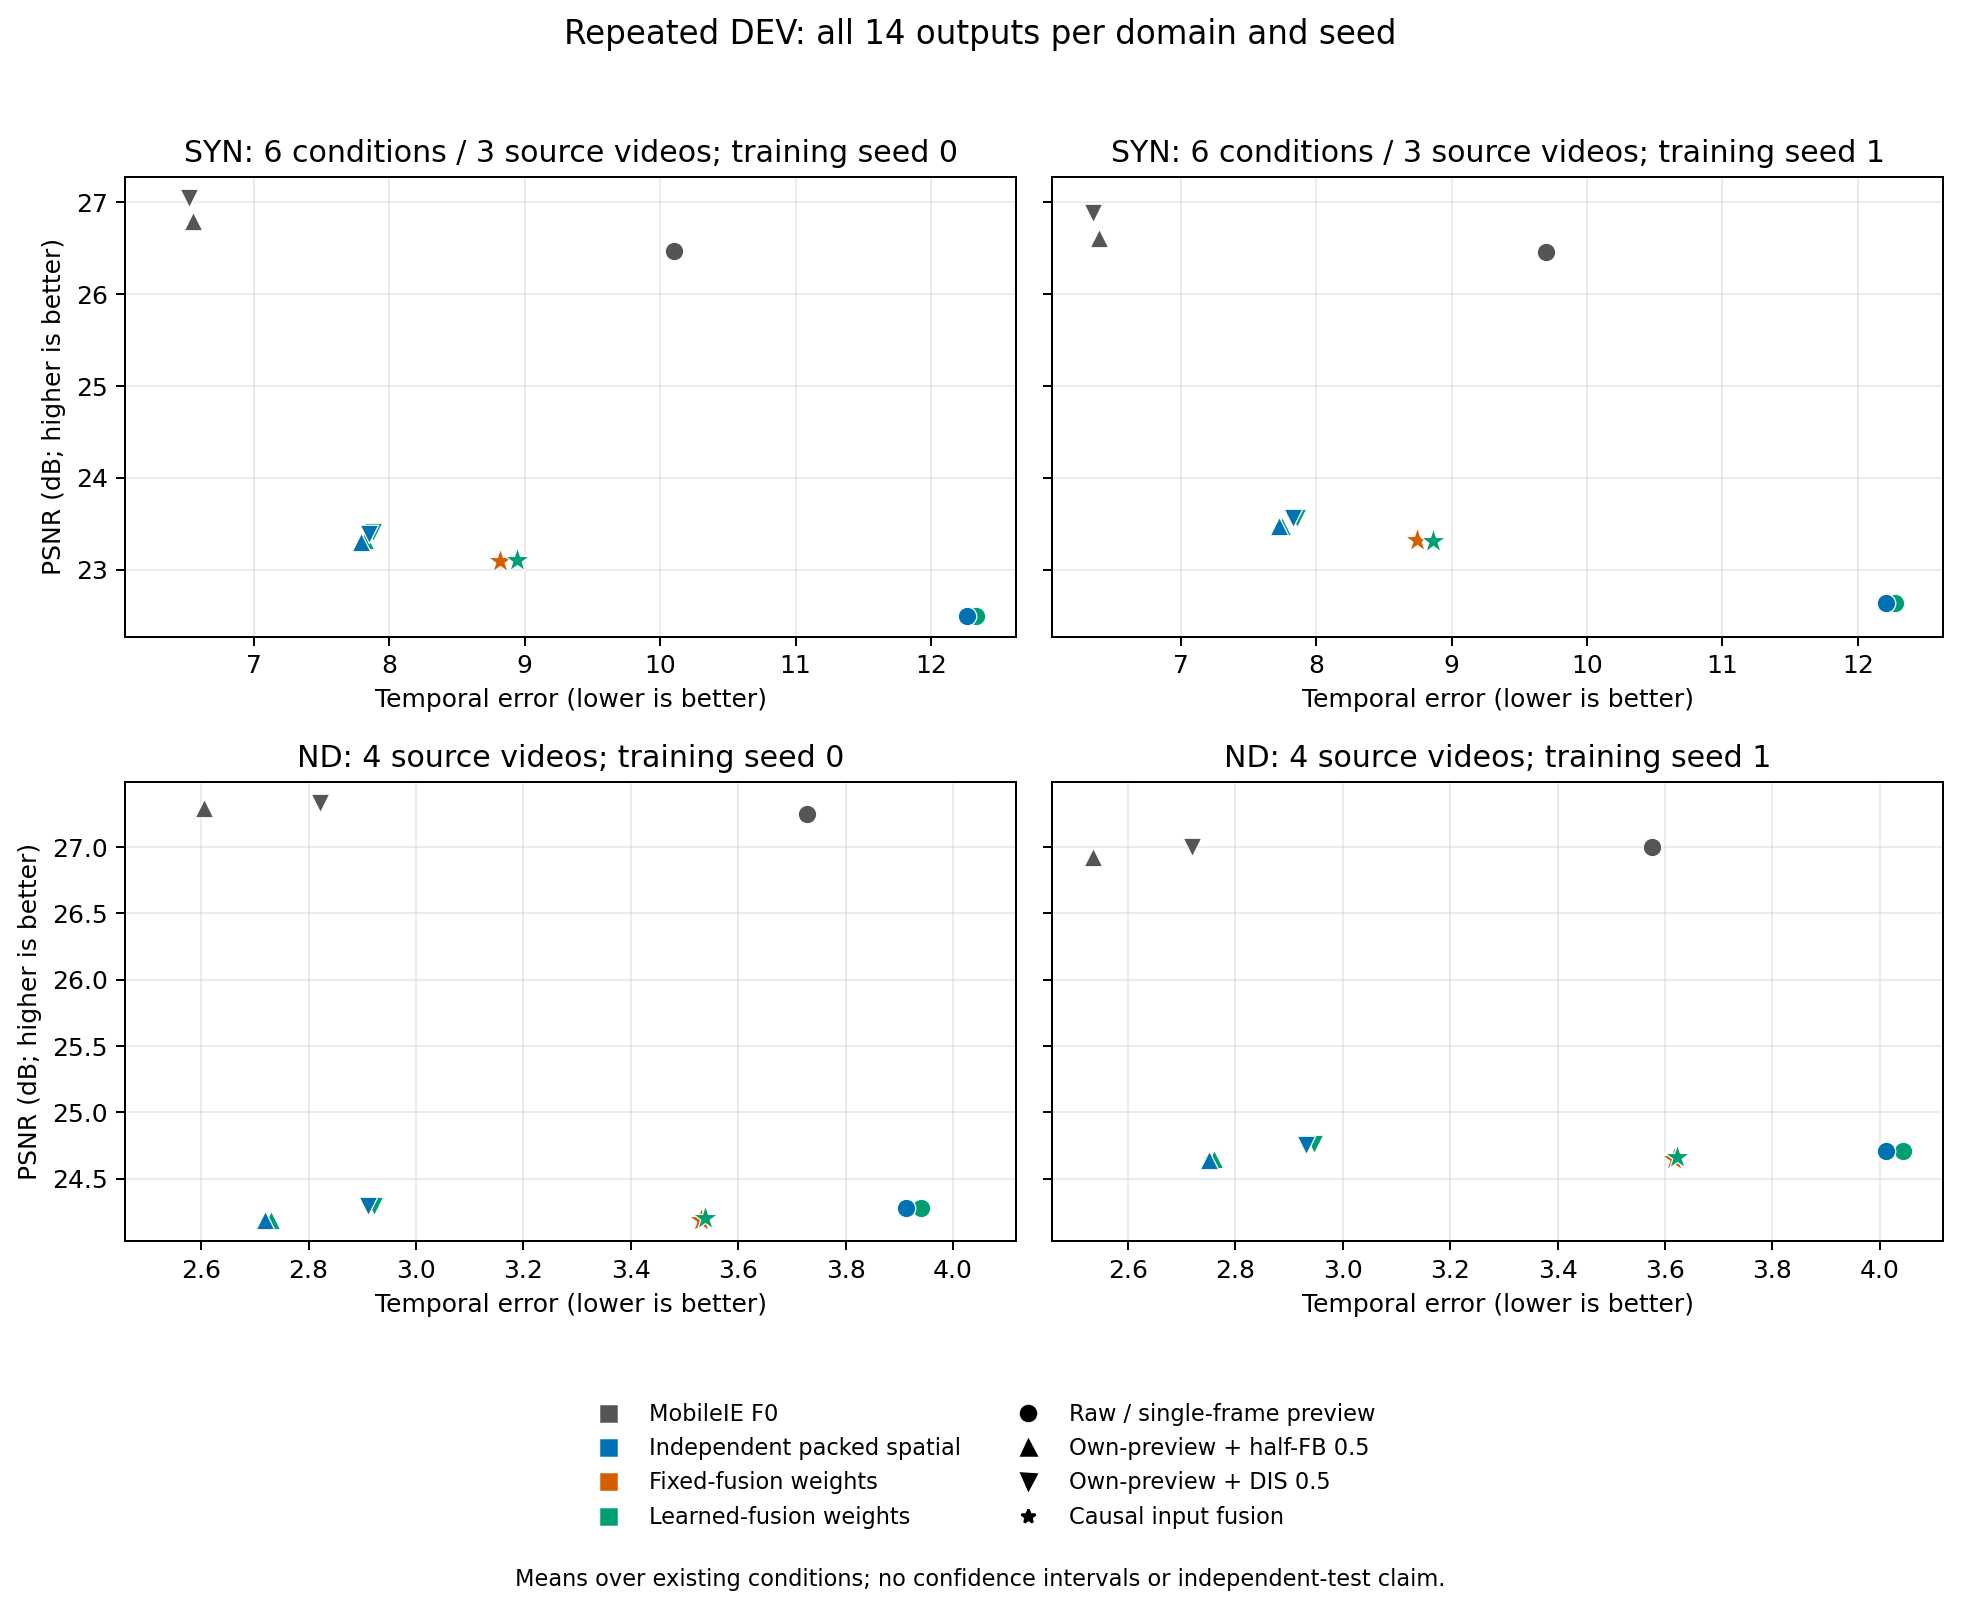 Repeated DEV: all 14 outputs per domain and seed
SYN: 6 conditions / 3 source videos; training seed 0
SYN: 6 conditions / 3 source videos; training seed 1
PSNR (dB; higher is better)
27
26
25
24
23
7 8 9 10 11 12
7 8 9 10 11 12
Temporal error (lower is better)
Temporal error (lower is better)
ND: 4 source videos; training seed 0
ND: 4 source videos; training seed 1
PSNR (dB; higher is better)
27.0
26.5
26.0
25.5
25.0
24.5
2.6 2.8 3.0 3.2 3.4 3.6 3.8 4.0
2.6 2.8 3.0 3.2 3.4 3.6 3.8 4.0
Temporal error (lower is better)
Temporal error (lower is better)
MobileIE F0
Independent packed spatial
Fixed-fusion weights
Learned-fusion weights
Raw / single-frame preview
Own-preview + half-FB 0.5
Own-preview + DIS 0.5
Causal input fusion
Means over existing conditions; no confidence intervals or independent-test claim.